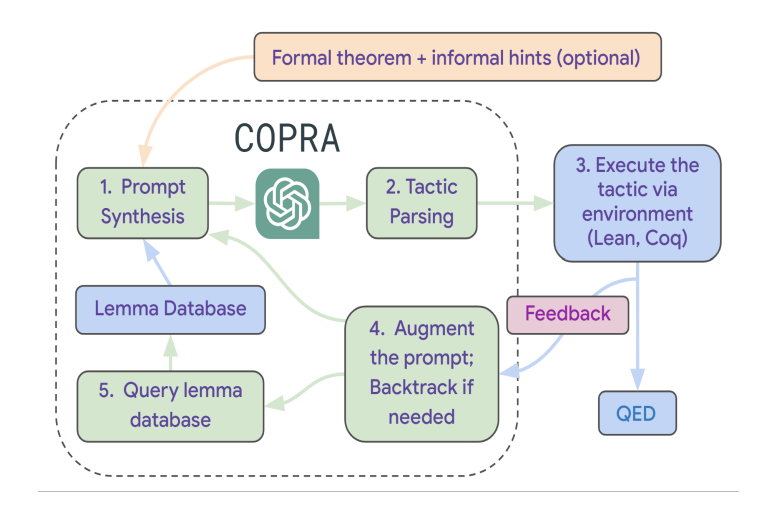 Formal theorem + informal hints (optional)
COPRA
1. Prompt
Synthesis
2. Tactic
Parsing
3. Execute the
tactic via
environment
(Lean, Coq)
Lemma Database
Feedback
4. Augment
the prompt;
Backtrack if
needed
5. Query lemma
database
QED